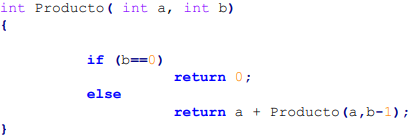 int Producto( int a, int b)
{
if (b==0)
return 0;
else
return a + Producto(a,b-1);
}